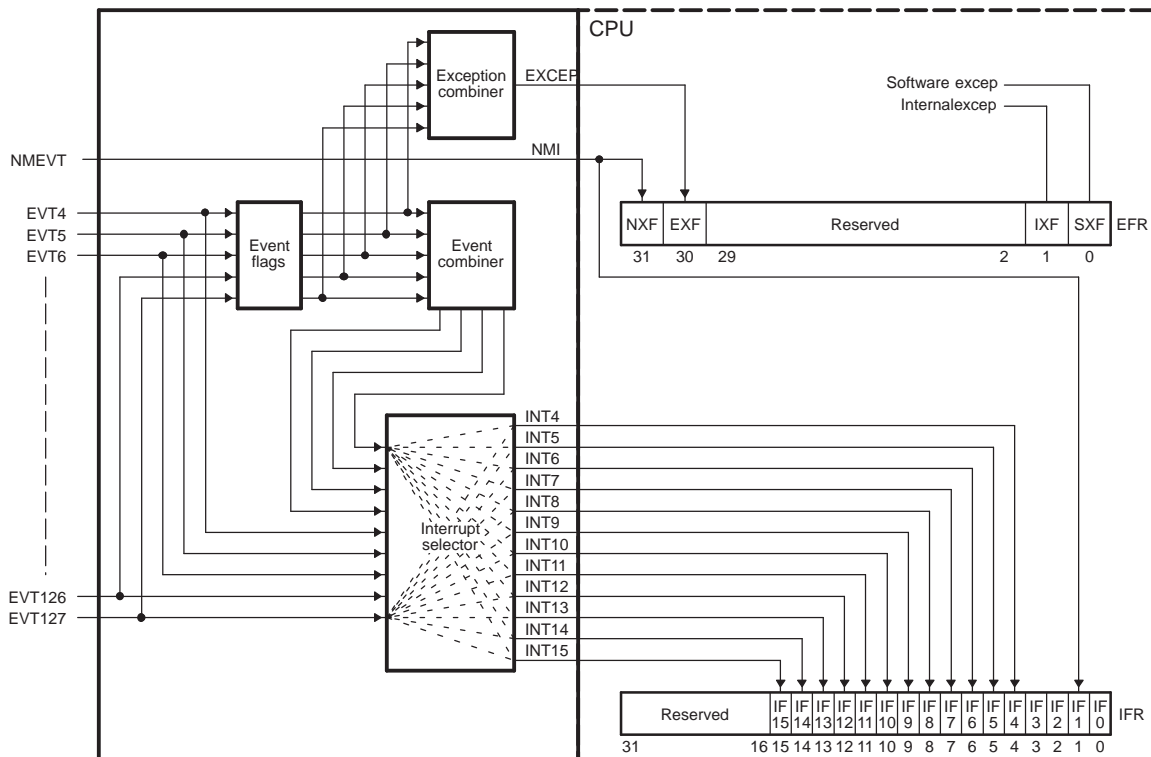 CPU
Exception
combiner
EXCEP
Software excep
Internalexcep
NMEVT
NMI
EVT4
EVT5
EVT6
Event
flags
Event
combiner
NXF EXF Reserved IXF SXF EFR
31 30 29 2 1 0
INT4
INT5
INT6
INT7
INT8
INT9
INT10
INT11
INT12
INT13
INT14
INT15
Interrupt
selector
EVT126
EVT127
Reserved IF IF IF IF IF IF IF IF IF IF IF IF IF IF IF IF IFR
15 14 13 12 11 10 9 8 7 6 5 4 3 2 1 0
31 16 15 14 13 12 11 10 9 8 7 6 5 4 3 2 1 0